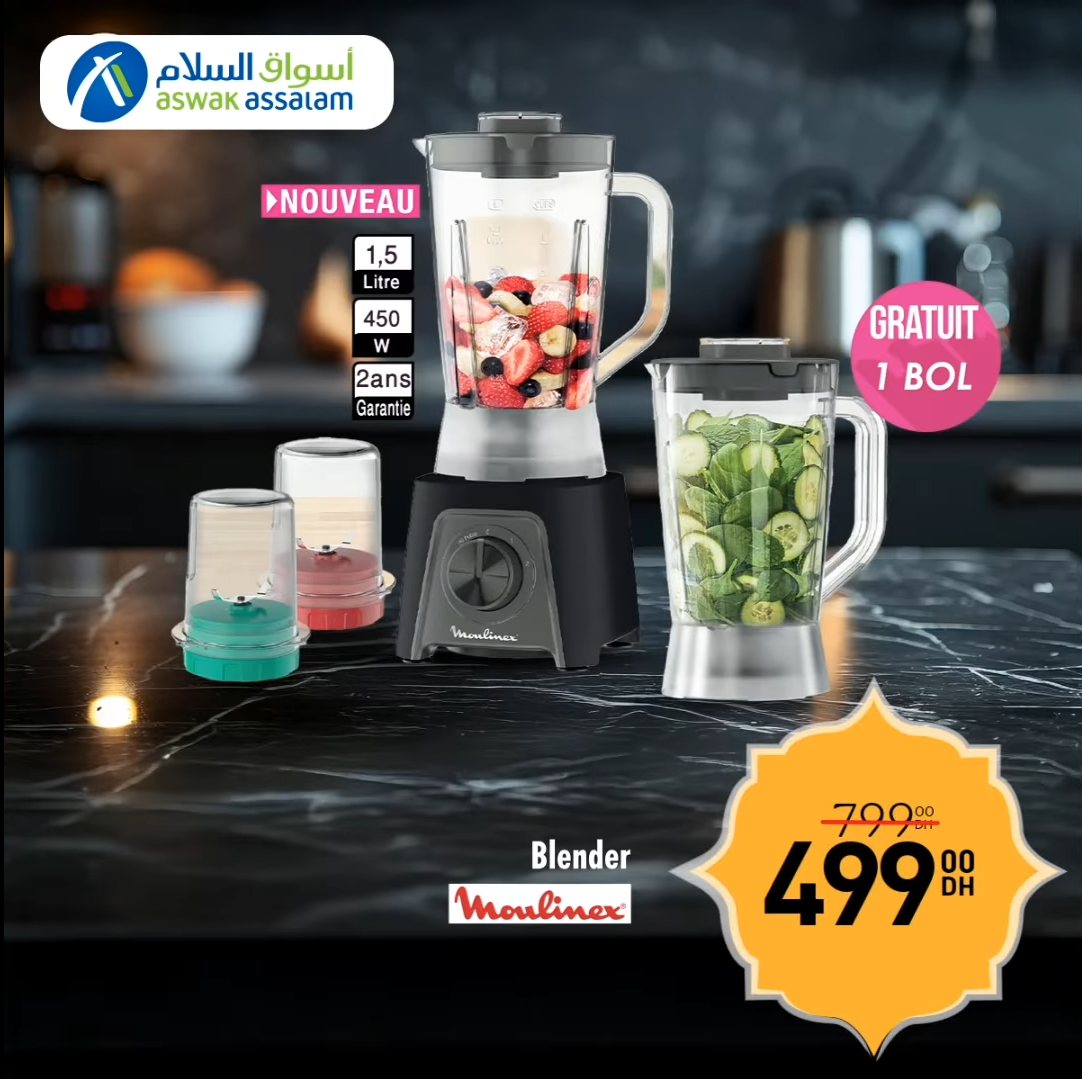 أسواق السلام
aswak assalam
NOUVEAU
1,5
Litre
450
W
2ans
Garantie
GRATUIT
1 BOL
Moulinex
799 00 DH
499 00 DH
Blender
Moulinex